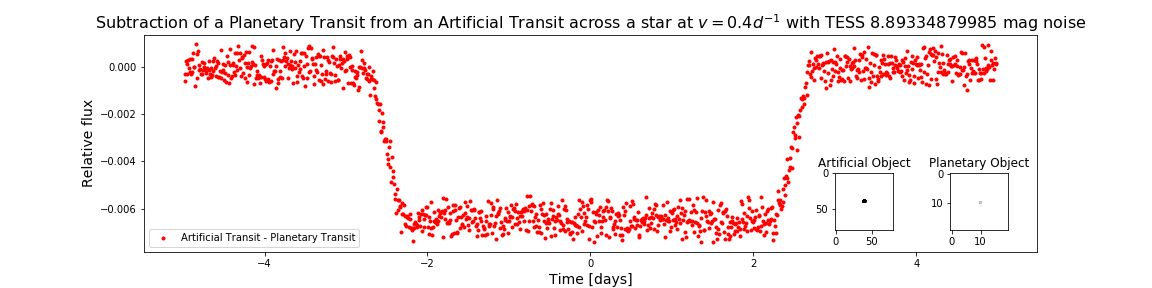 Subtraction of a Planetary Transit from an Artificial Transit across a star at v = 0.4d⁻¹ with TESS 8.89334879985 mag noise
Relative flux
0.000
−0.002
−0.004
−0.006
Artificial Transit - Planetary Transit
Artificial Object
0
50
0 50
Planetary Object
0
10
0 10
−4 −2 0 2 4
Time [days]